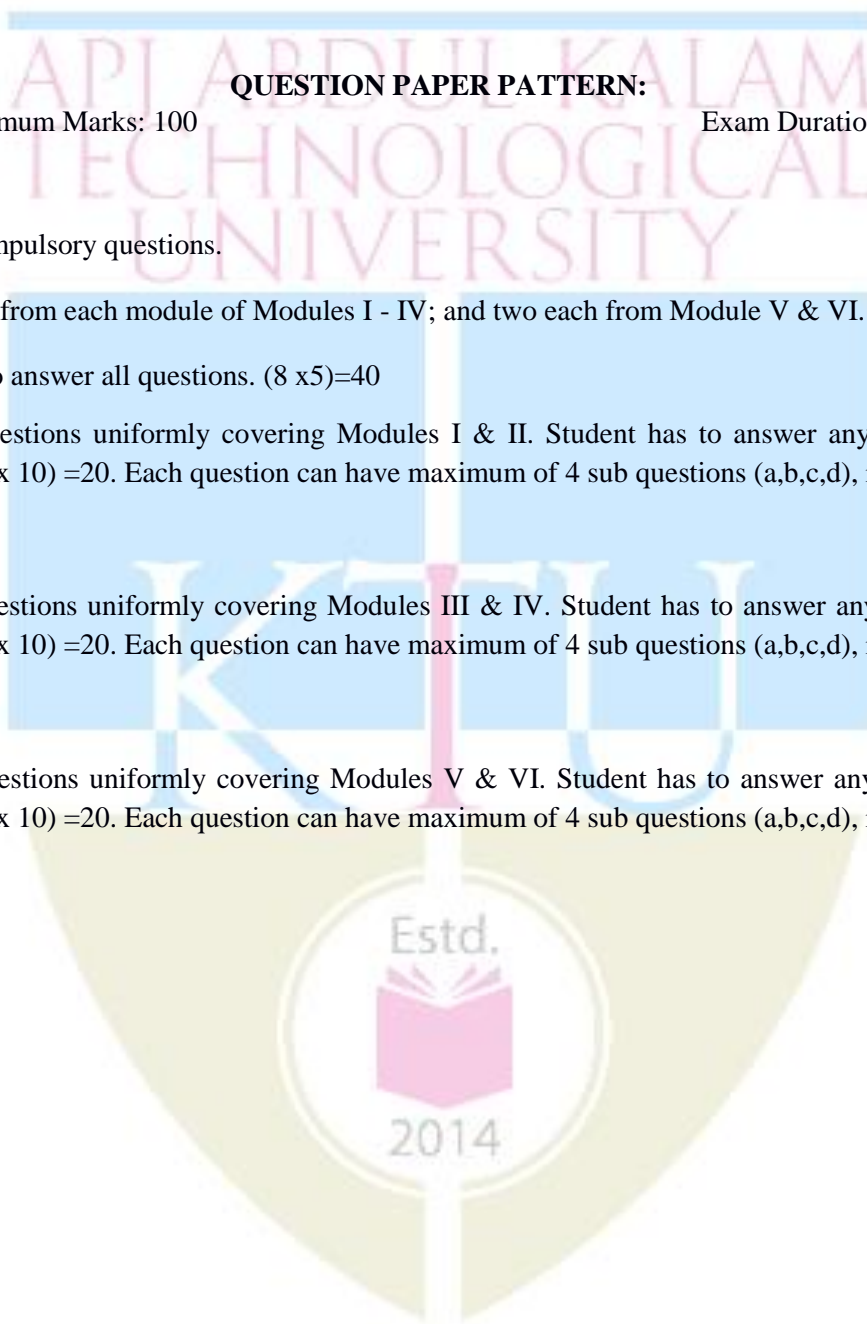 API ABDUL KALAM
TECHNOLOGICAL
UNIVERSITY
QUESTION PAPER PATTERN:
mum Marks: 100 Exam Duratio
mpulsory questions.
from each module of Modules I - IV; and two each from Module V & VI.
o answer all questions. (8 x5)=40
estions uniformly covering Modules I & II. Student has to answer any
x 10) =20. Each question can have maximum of 4 sub questions (a,b,c,d),
estions uniformly covering Modules III & IV. Student has to answer any
x 10) =20. Each question can have maximum of 4 sub questions (a,b,c,d),
estions uniformly covering Modules V & VI. Student has to answer any
x 10) =20. Each question can have maximum of 4 sub questions (a,b,c,d),
KTU
Estd.
2014